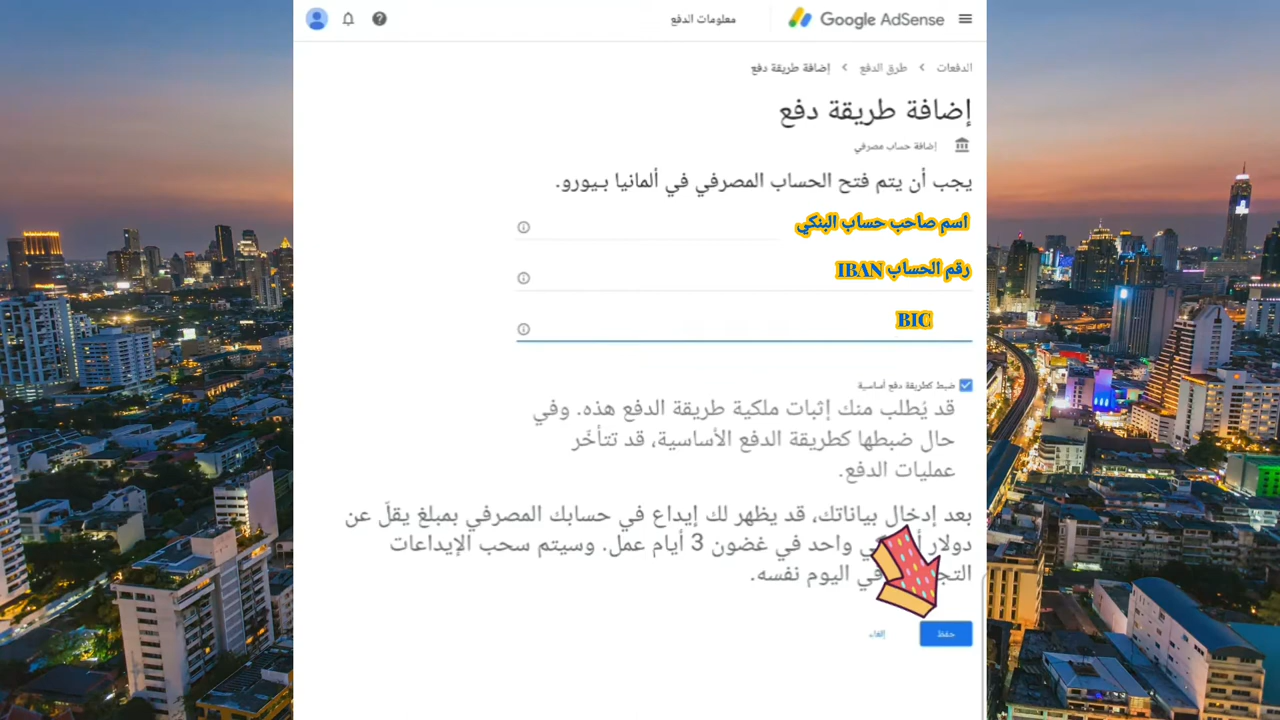 Google AdSense
معلومات الدفع
الدفعات > طرق الدفع > إضافة طريقة دفع
إضافة طريقة دفع
إضافة حساب مصرفي
يجب أن يتم فتح الحساب المصرفي في ألمانيا بـيورو.
اسم صاحب حساب البنكي
رقم الحساب IBAN
BIC
ضبط كطريقة دفع أساسية
قد يُطلب منك إثبات ملكية طريقة الدفع هذه. وفي
حال ضبطها كطريقة الدفع الأساسية، قد تتأخّر
عمليات الدفع.
بعد إدخال بياناتك، قد يظهر لك إيداع في حسابك المصرفي بمبلغ يقلّ عن
دولار واحد في غضون 3 أيام عمل. وسيتم سحب الإيداعات
في اليوم نفسه.
حفظ
إلغاء